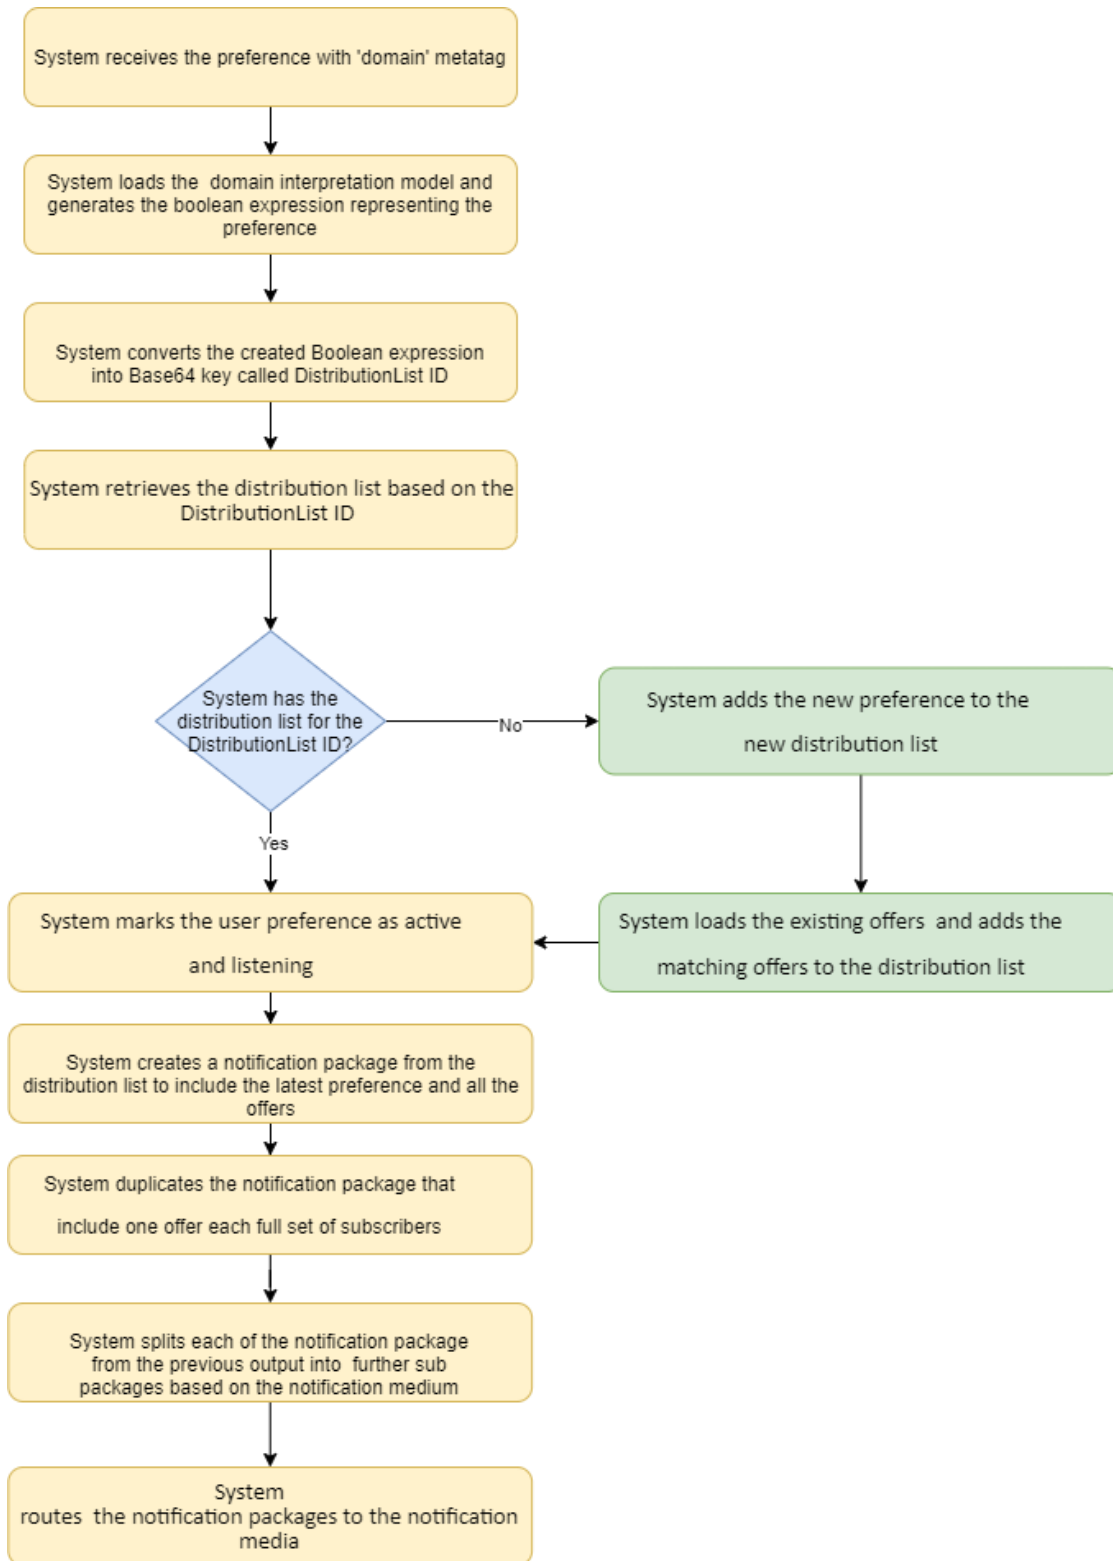 System receives the preference with 'domain' metatag
System loads the domain interpretation model and
generates the boolean expression representing the
preference
System converts the created Boolean expression
into Base64 key called DistributionList ID
System retrieves the distribution list based on the
DistributionList ID
System has the
distribution list for the
DistributionList ID?
No
System adds the new preference to the
new distribution list
Yes
System marks the user preference as active
and listening
System loads the existing offers and adds the
matching offers to the distribution list
System creates a notification package from the
distribution list to include the latest preference and all the
offers
System duplicates the notification package that
include one offer each full set of subscribers
System splits each of the notification package
from the previous output into further sub
packages based on the notification medium
System
routes the notification packages to the notification
media